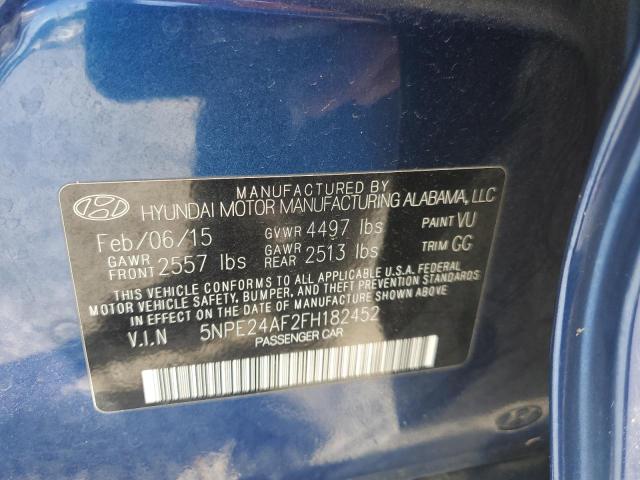 MANUFACTURED BY
HYUNDAI MOTOR MANUFACTURING ALABAMA, LLC
Feb/06/15 GVWR 4497 lbs PAINT VU
GAWR FRONT 2557 lbs GAWR REAR 2513 lbs TRIM GG
THIS VEHICLE CONFORMS TO ALL APPLICABLE U.S.A. FEDERAL
MOTOR VEHICLE SAFETY, BUMPER, AND THEFT PREVENTION STANDARDS
IN EFFECT ON THE DATE OF MANUFACTURE SHOWN ABOVE.
V.I.N 5NPE24AF2FH182452
PASSENGER CAR